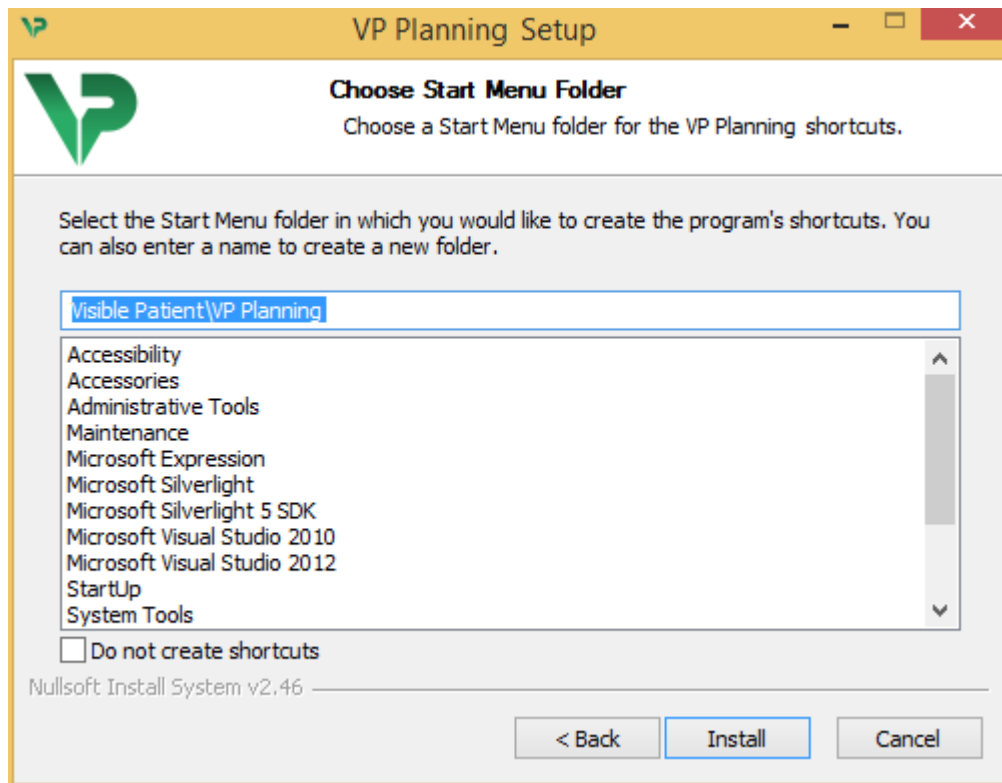 VP Planning Setup
Choose Start Menu Folder
Choose a Start Menu folder for the VP Planning shortcuts.
Select the Start Menu folder in which you would like to create the program's shortcuts. You
can also enter a name to create a new folder.
Visible Patient\VP Planning
Accessibility
Accessories
Administrative Tools
Maintenance
Microsoft Expression
Microsoft Silverlight
Microsoft Silverlight 5 SDK
Microsoft Visual Studio 2010
Microsoft Visual Studio 2012
StartUp
System Tools
Do not create shortcuts
Nullsoft Install System v2.46
< Back Install Cancel